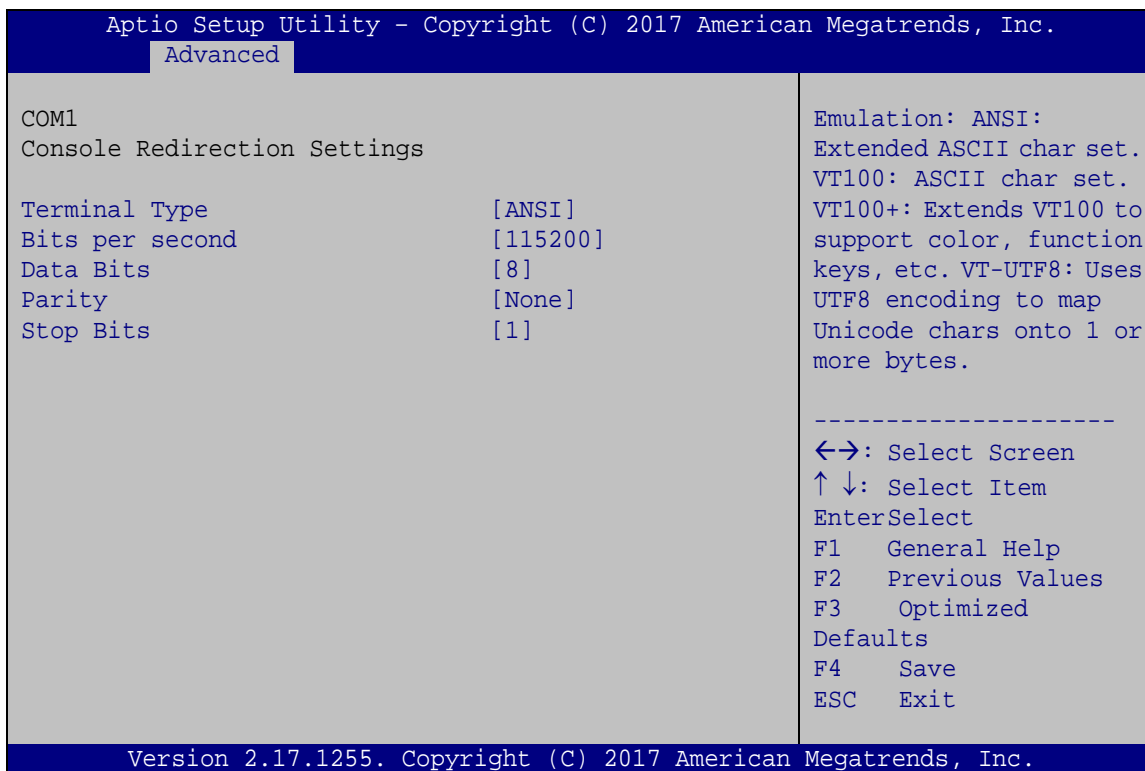 Aptio Setup Utility – Copyright (C) 2017 American Megatrends, Inc.
Advanced
COM1
Console Redirection Settings
Terminal Type [ANSI]
Bits per second [115200]
Data Bits [8]
Parity [None]
Stop Bits [1]
Emulation: ANSI:
Extended ASCII char set.
VT100: ASCII char set.
VT100+: Extends VT100 to
support color, function
keys, etc. VT-UTF8: Uses
UTF8 encoding to map
Unicode chars onto 1 or
more bytes.
---------------------
←→: Select Screen
↑ ↓: Select Item
EnterSelect
F1 General Help
F2 Previous Values
F3 Optimized
Defaults
F4 Save
ESC Exit
Version 2.17.1255. Copyright (C) 2017 American Megatrends, Inc.